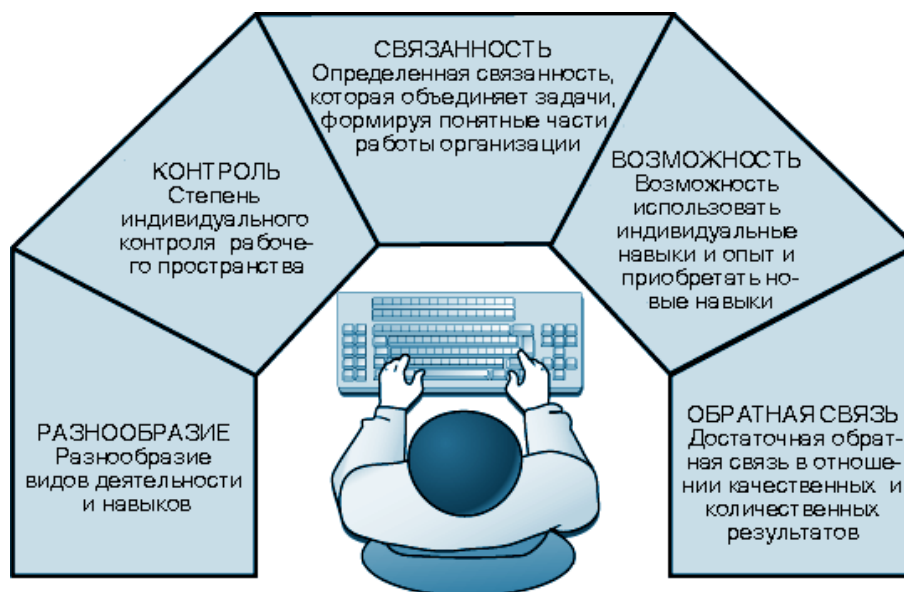 СВЯЗАННОСТЬ
Определенная связанность,
которая объединяет задачи,
формируя понятные части
работы организации
КОНТРОЛЬ
Степень
индивидуального
контроля рабоче-
го пространства
ВОЗМОЖНОСТЬ
Возможность
использовать
индивидуальные
навыки и опыт и
приобретать но-
вые навыки
РАЗНООБРАЗИЕ
Разнообразие
видов деятельности
и навыков
ОБРАТНАЯ СВЯЗЬ
Достаточная обрат-
ная связь в отноше-
нии качественных и
количественных
результатов